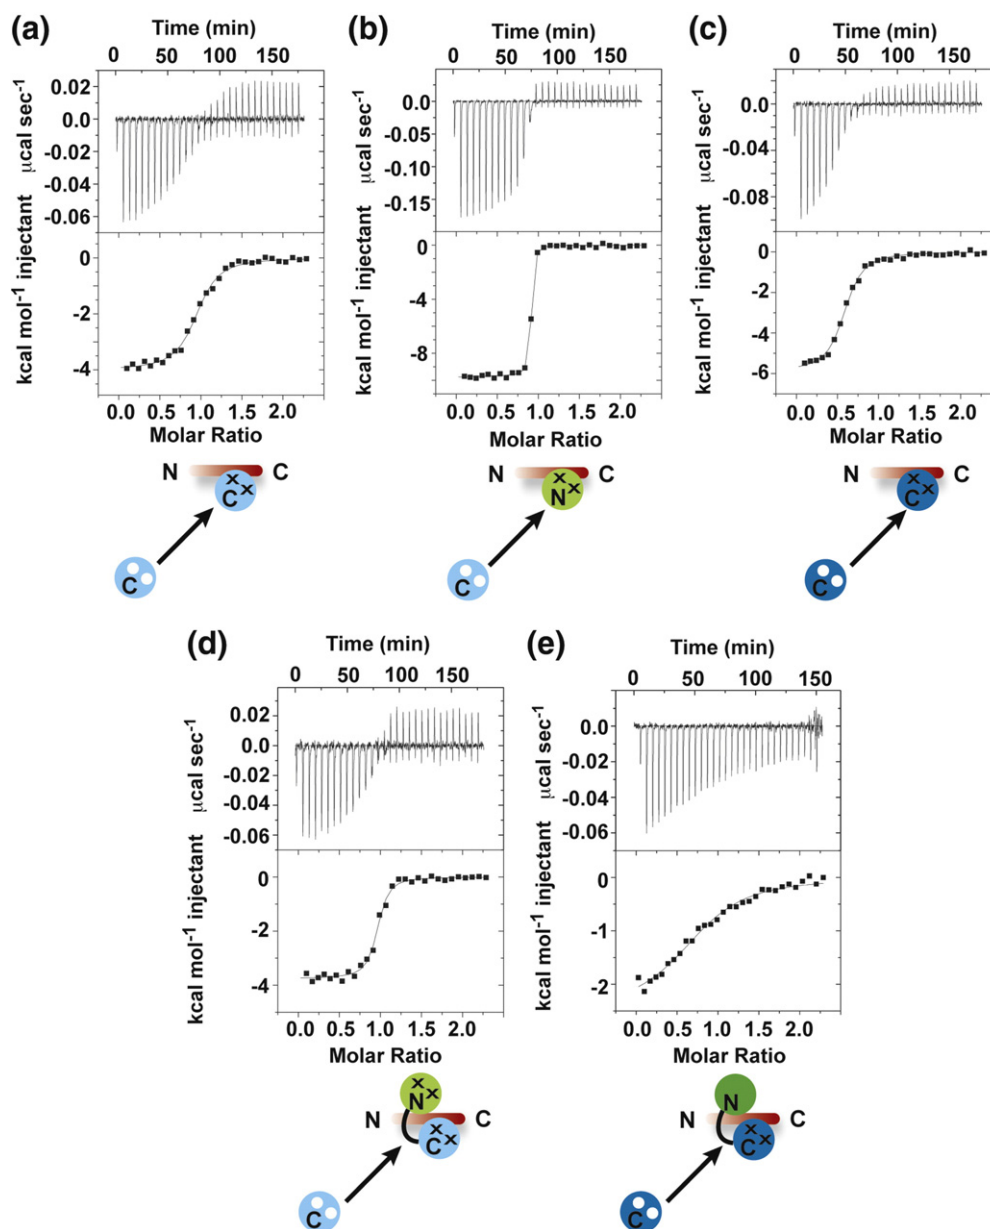 (a)
Time (min)
0 50 100 150
0.02
0.0
-0.02
-0.04
-0.06
μcal sec⁻¹
0
-2
-4
kcal mol⁻¹ injectant
0.0 0.5 1.0 1.5 2.0
Molar Ratio
N C
C x x
C
(b)
Time (min)
0 50 100 150
0.0
-0.05
-0.10
-0.15
μcal sec⁻¹
0
-4
-8
kcal mol⁻¹ injectant
0.0 0.5 1.0 1.5 2.0
Molar Ratio
N C
N x x
C
(c)
Time (min)
0 50 100 150
0.0
-0.04
-0.08
μcal sec⁻¹
0
-2
-4
-6
kcal mol⁻¹ injectant
0.0 0.5 1.0 1.5 2.0
Molar Ratio
N C
C x x
C
(d)
Time (min)
0 50 100 150
0.02
0.0
-0.02
-0.04
-0.06
μcal sec⁻¹
0
-2
-4
kcal mol⁻¹ injectant
0.0 0.5 1.0 1.5 2.0
Molar Ratio
N x x
N C
C x x
C
(e)
Time (min)
0 50 100 150
0.0
-0.02
-0.04
-0.06
μcal sec⁻¹
0
-1
-2
kcal mol⁻¹ injectant
0.0 0.5 1.0 1.5 2.0
Molar Ratio
N
N C
C x x
C